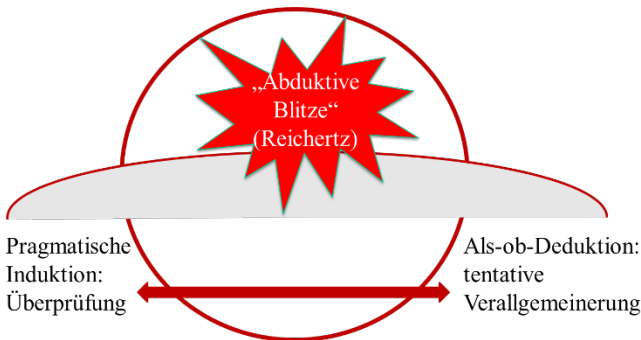 „Abduktive
Blitze“
(Reichertz)
Pragmatische
Induktion:
Überprüfung
Als-ob-Deduktion:
tentative
Verallgemeinerung